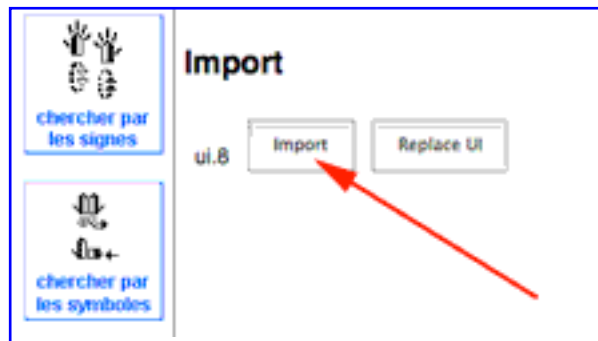 chercher par
les signes
chercher par
les symboles
Import
ui.8 Import Replace UI